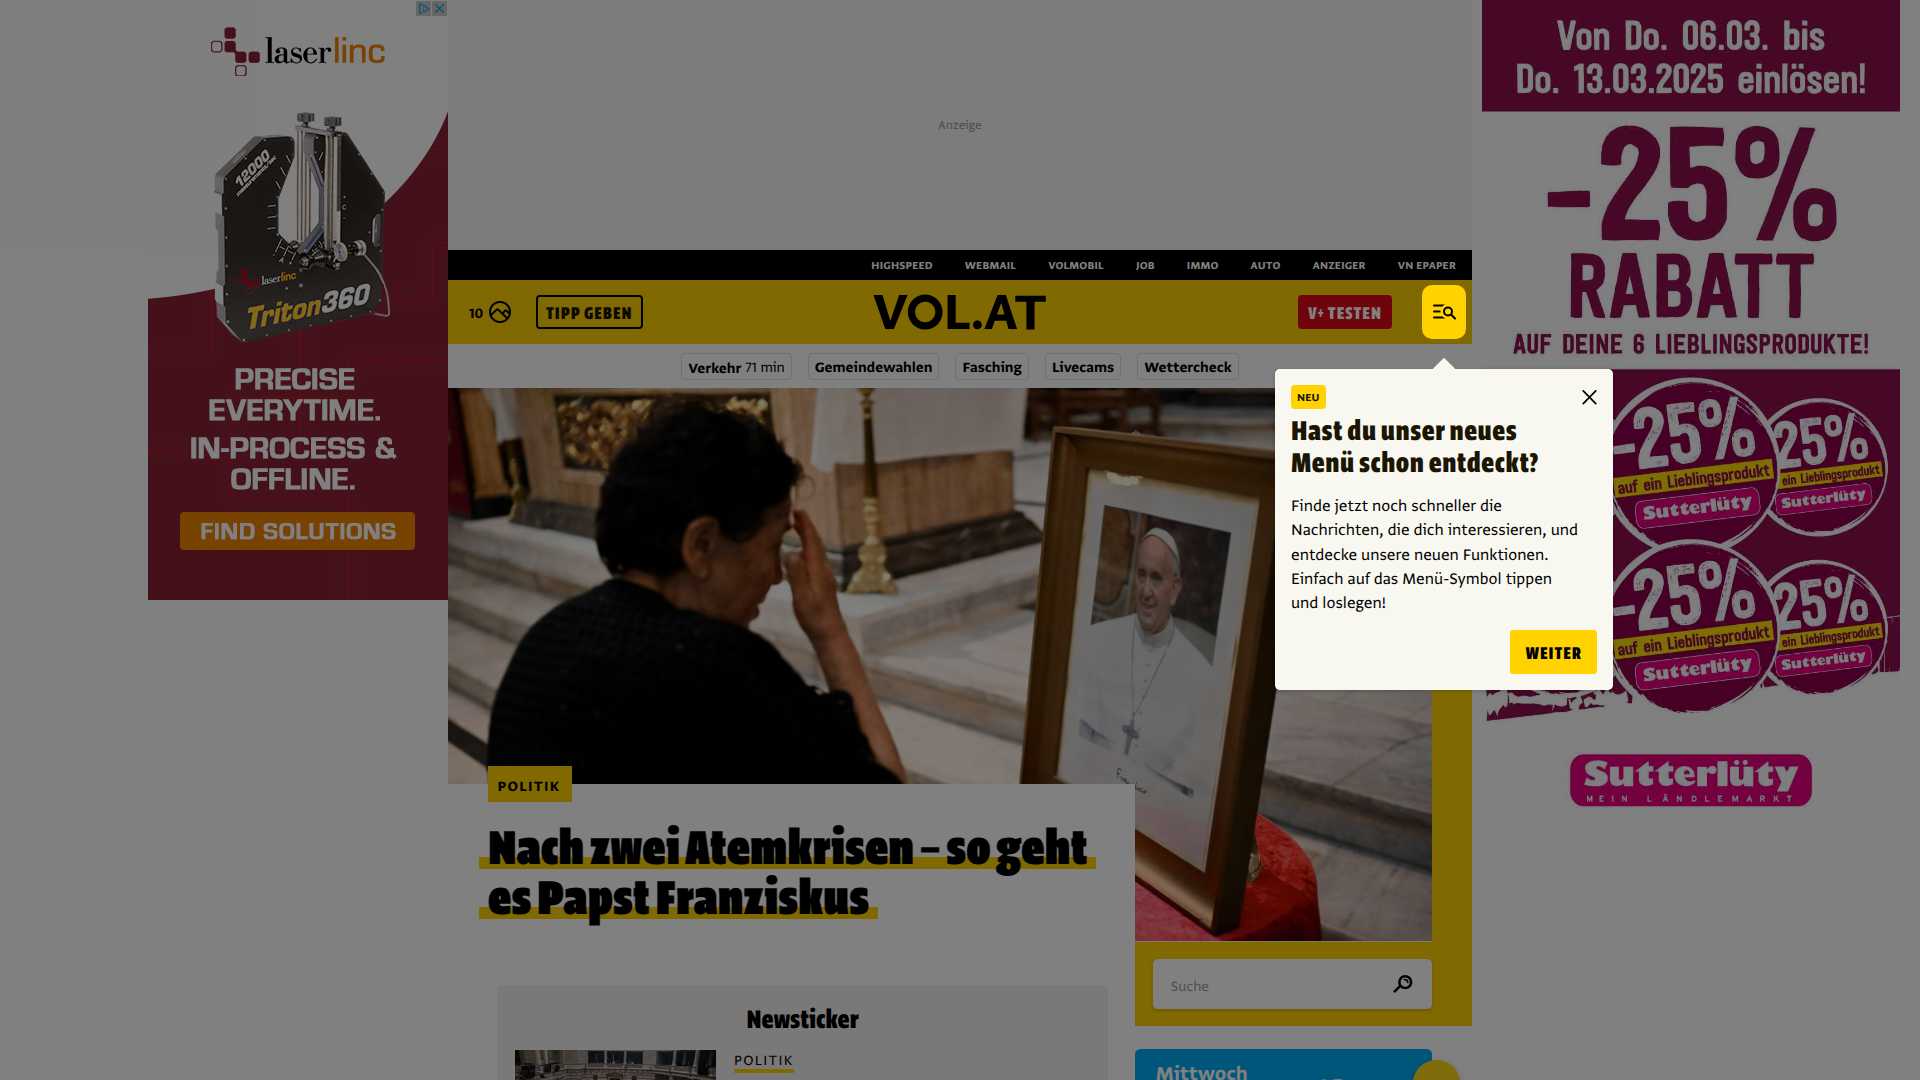 laserlinc
12000
laserlinc
Triton360
PRECISE
EVERYTIME.
IN-PROCESS &
OFFLINE.
FIND SOLUTIONS
Anzeige
Von Do. 06.03. bis
Do. 13.03.2025 einlösen!
-25%
RABATT
AUF DEINE 6 LIEBLINGSPRODUKTE!
HIGHSPEED WEBMAIL VOLMOBIL JOB IMMO AUTO ANZEIGER VN EPAPER
10 TIPP GEBEN VOL.AT V+ TESTEN
Verkehr 71 min Gemeindewahlen Fasching Livecams Wettercheck
NEU
Hast du unser neues
Menü schon entdeckt?
Finde jetzt noch schneller die
Nachrichten, die dich interessieren, und
entdecke unsere neuen Funktionen.
Einfach auf das Menü-Symbol tippen
und loslegen!
WEITER
-25%
auf ein Lieblingsprodukt
Sutterlüty
25%
ein Lieblingsprodukt
Sutterlüty
-25%
auf ein Lieblingsprodukt
Sutterlüty
25%
ein Lieblingsprodukt
Sutterlüty
Sutterlüty
MEIN LÄNDLEMARKT
POLITIK
Nach zwei Atemkrisen – so geht
es Papst Franziskus
Suche
Newsticker
POLITIK
Mittwoch